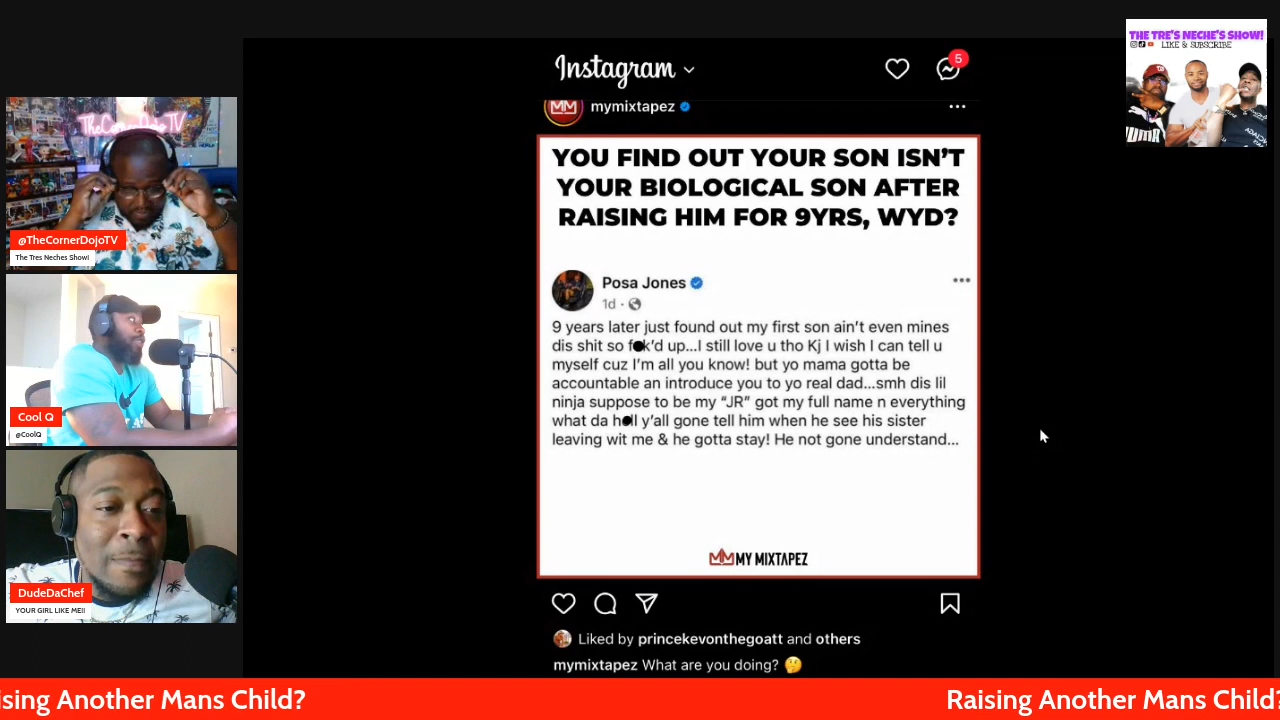 THE TRE'S NECHE'S SHOW!
LIKE & SUBSCRIBE
Instagram
5
mymixtapez
YOU FIND OUT YOUR SON ISN'T
YOUR BIOLOGICAL SON AFTER
RAISING HIM FOR 9YRS, WYD?
Posa Jones
1d ·
9 years later just found out my first son ain't even mines
dis shit so f k'd up...I still love u tho Kj I wish I can tell u
myself cuz I'm all you know! but yo mama gotta be
accountable an introduce you to yo real dad...smh dis lil
ninja suppose to be my “JR” got my full name n everything
what da h ll y'all gone tell him when he see his sister
leaving wit me & he gotta stay! He not gone understand...
MY MIXTAPEZ
Liked by princekevonthegoatt and others
mymixtapez What are you doing? 🤔
TheCornerDojoTV
@TheCornerDojoTV
The Tres Neches Show!
Cool Q
@CoolQ
DudeDaChef
YOUR GIRL LIKE ME!!
ising Another Mans Child?
Raising Another Mans Child?